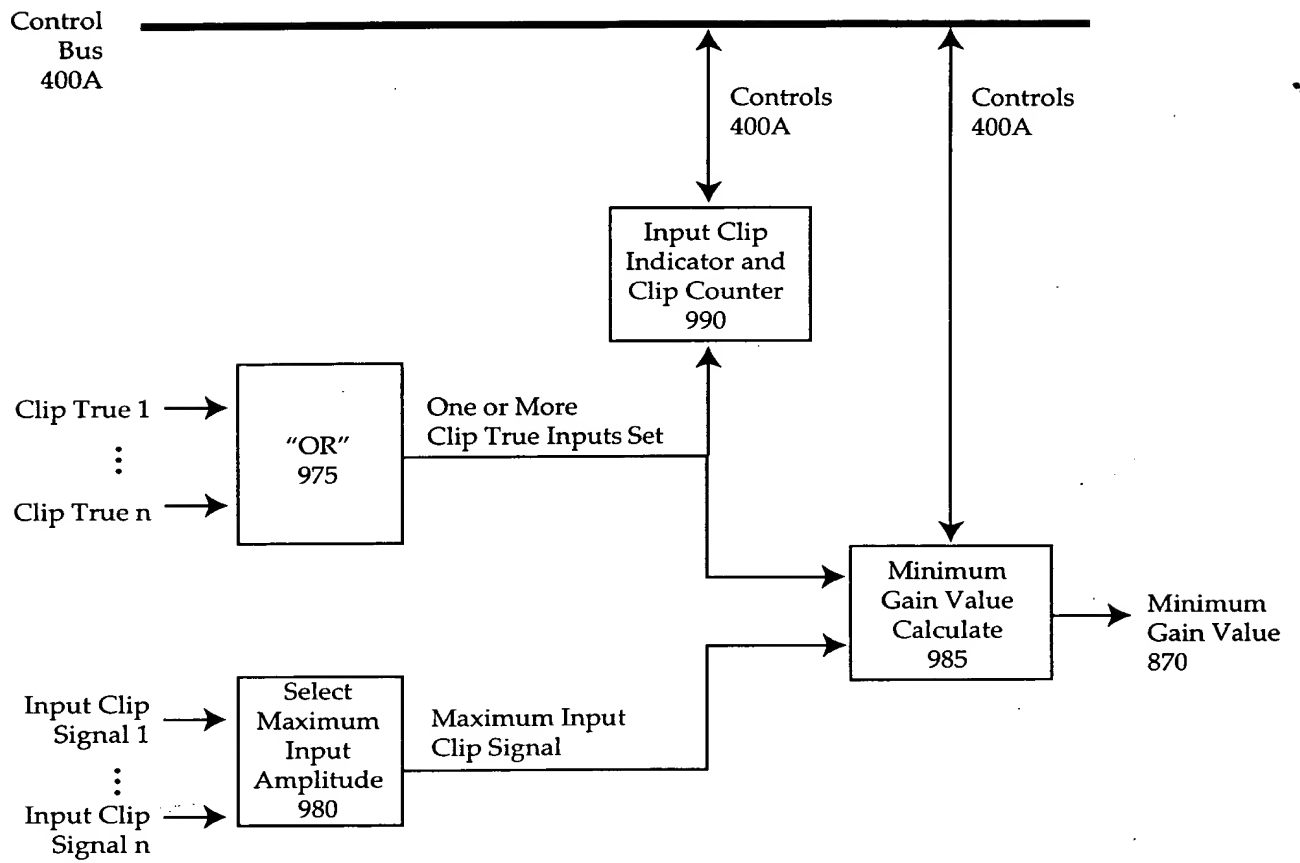 Control
Bus
400A
Controls
400A
Controls
400A
Input Clip
Indicator and
Clip Counter
990
Clip True 1
⋮
Clip True n
"OR"
975
One or More
Clip True Inputs Set
Minimum
Gain Value
Calculate
985
Minimum
Gain Value
870
Input Clip
Signal 1
⋮
Input Clip
Signal n
Select
Maximum
Input
Amplitude
980
Maximum Input
Clip Signal